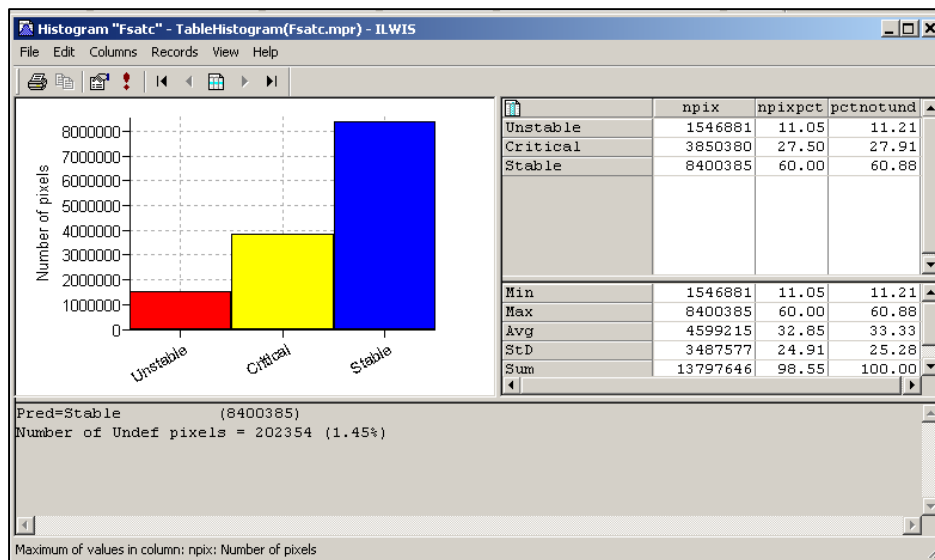 Histogram "Fsatc" - TableHistogram(Fsatc.mpr) - ILWIS
File Edit Columns Records View Help
Number of pixels
8000000
7000000
6000000
5000000
4000000
3000000
2000000
1000000
0
Unstable Critical Stable
npix npixpct pctnotund
Unstable 1546881 11.05 11.21
Critical 3850380 27.50 27.91
Stable 8400385 60.00 60.88
Min 1546881 11.05 11.21
Max 8400385 60.00 60.88
Avg 4599215 32.85 33.33
StD 3487577 24.91 25.28
Sum 13797646 98.55 100.00
Pred=Stable (8400385)
Number of Undef pixels = 202354 (1.45%)
Maximum of values in column: npix: Number of pixels